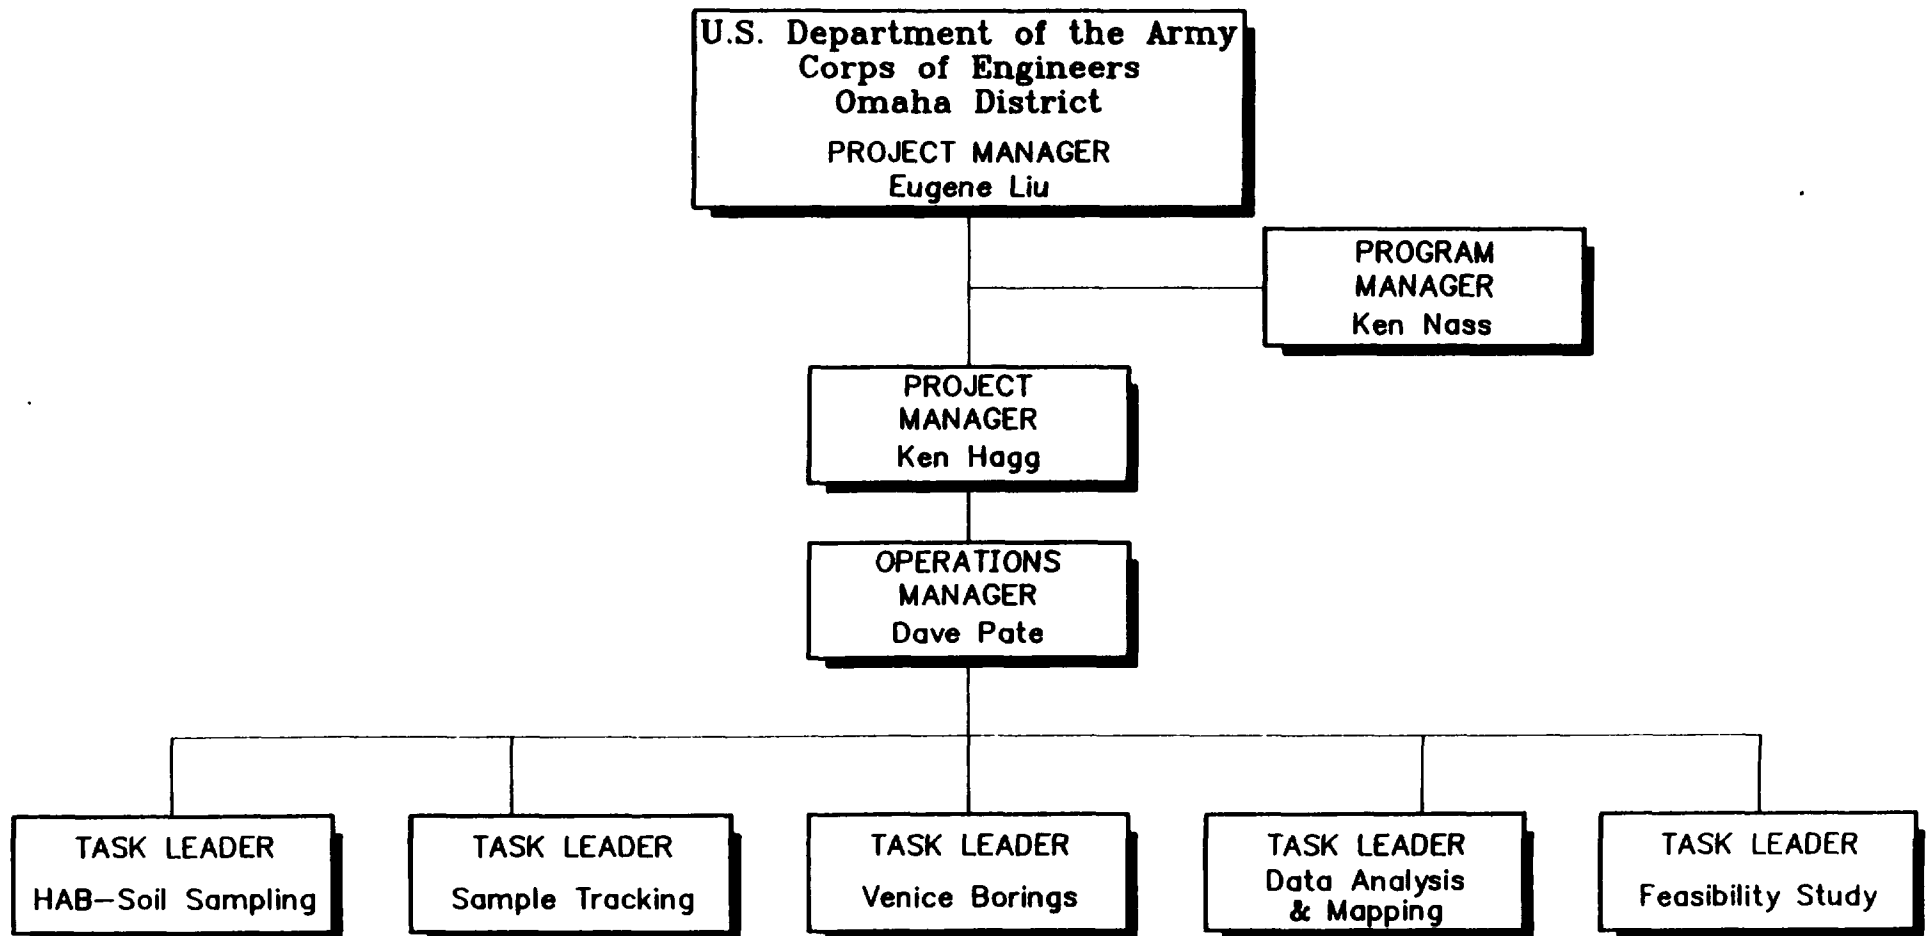 U.S. Department of the Army
Corps of Engineers
Omaha District
PROJECT MANAGER
Eugene Liu
PROGRAM
MANAGER
Ken Nass
PROJECT
MANAGER
Ken Hagg
OPERATIONS
MANAGER
Dave Pate
TASK LEADER
HAB-Soil Sampling
TASK LEADER
Sample Tracking
TASK LEADER
Venice Borings
TASK LEADER
Data Analysis
& Mapping
TASK LEADER
Feasibility Study